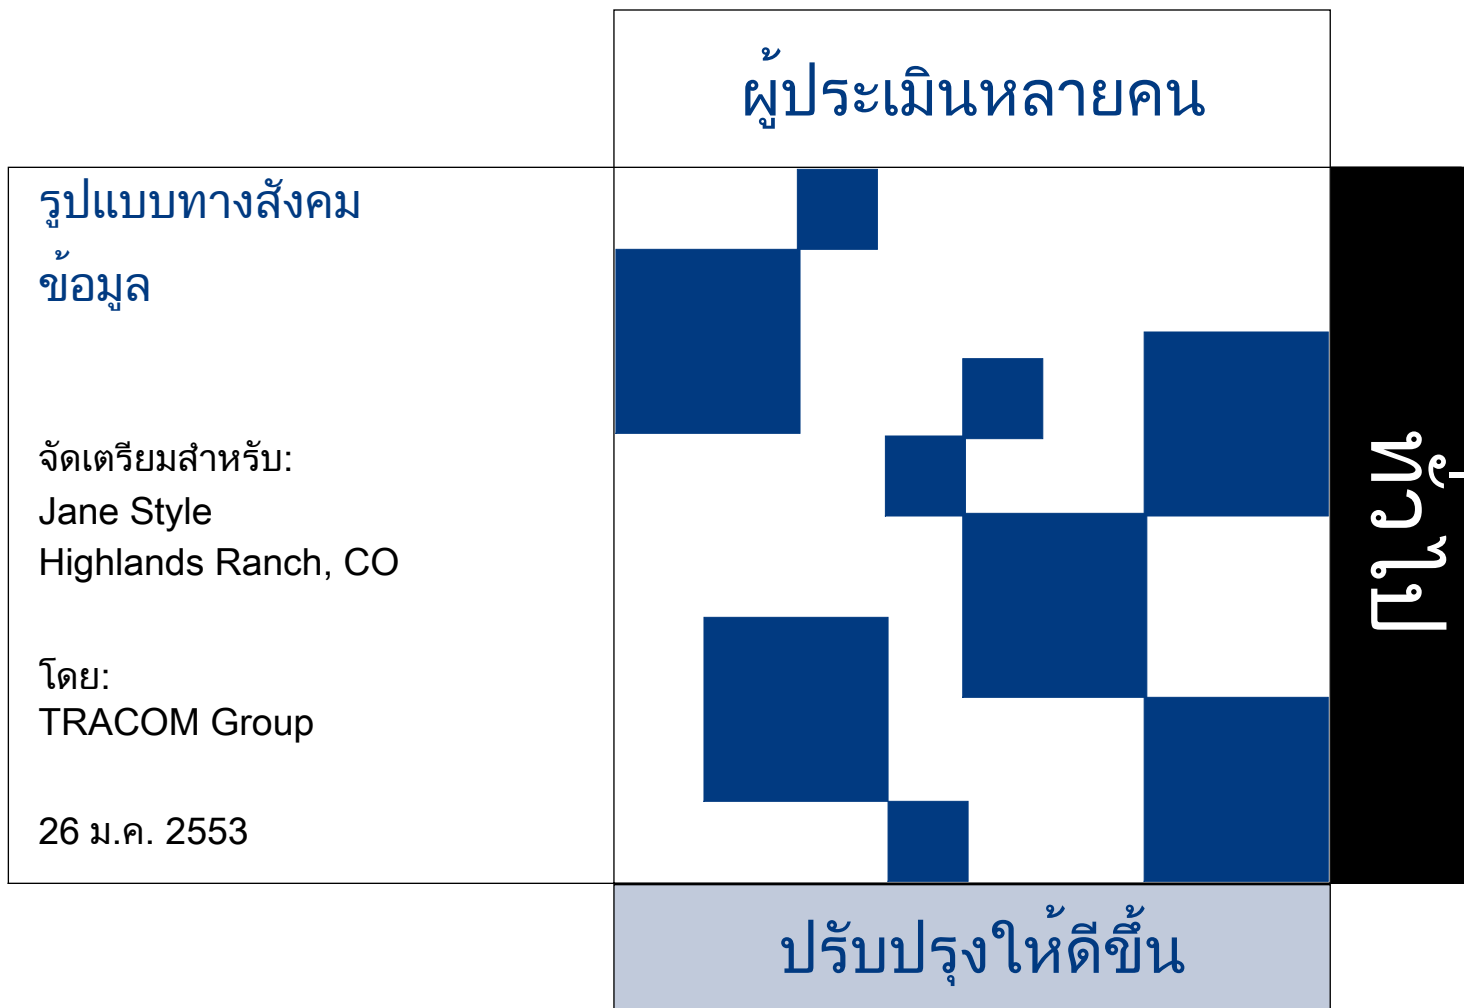 ผู้ประเมินหลายคน
รูปแบบทางสังคม
ข้อมูล
จัดเตรียมสำหรับ:
Jane Style
Highlands Ranch, CO
โดย:
TRACOM Group
26 ม.ค. 2553
ทั่วไป
ปรับปรุงให้ดีขึ้น